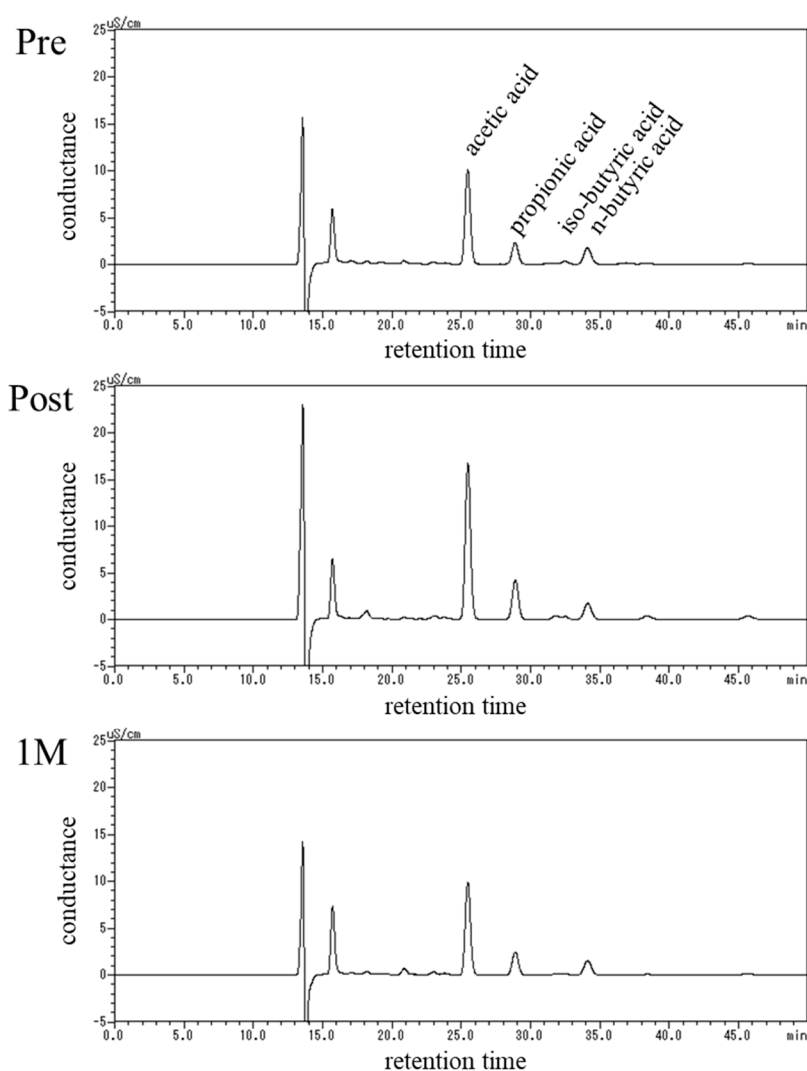 Pre
uS/cm
25
20
15
10
5
0
-5
conductance
acetic acid
propionic acid
iso-butyric acid
n-butyric acid
0.0 5.0 10.0 15.0 20.0 25.0 30.0 35.0 40.0 45.0 min
retention time
Post
uS/cm
25
20
15
10
5
0
-5
conductance
0.0 5.0 10.0 15.0 20.0 25.0 30.0 35.0 40.0 45.0 min
retention time
1M
uS/cm
25
20
15
10
5
0
-5
conductance
0.0 5.0 10.0 15.0 20.0 25.0 30.0 35.0 40.0 45.0 min
retention time